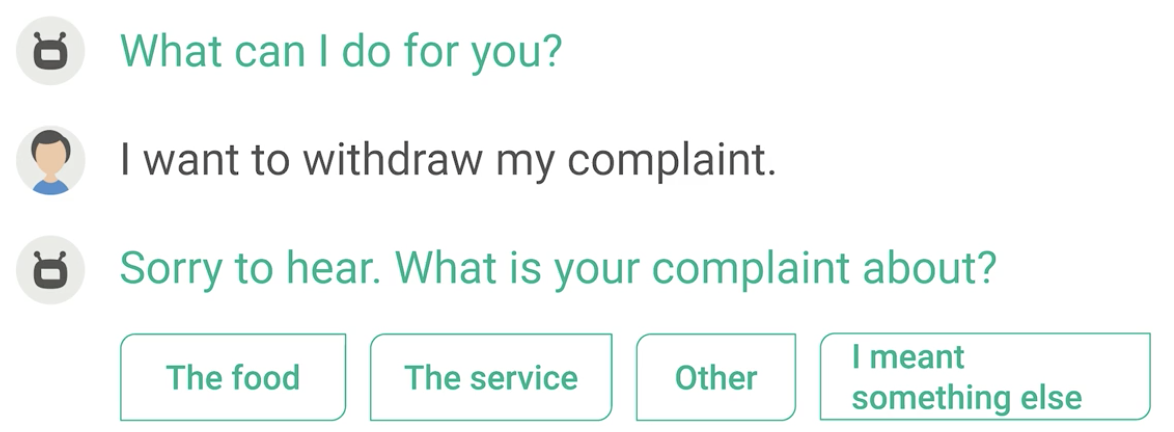 What can I do for you?
I want to withdraw my complaint.
Sorry to hear. What is your complaint about?
The food
The service
Other
I meant
something else